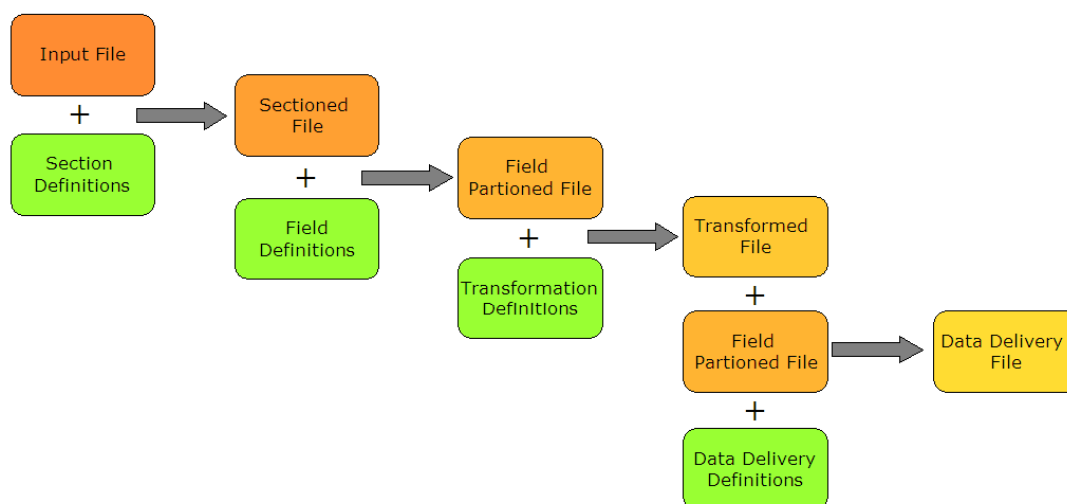 Input File
+
Section
Definitions
Sectioned
File
+
Field
Definitions
Field
Partioned File
+
Transformation
Definitions
Transformed
File
+
Field
Partioned File
+
Data Delivery
Definitions
Data Delivery
File